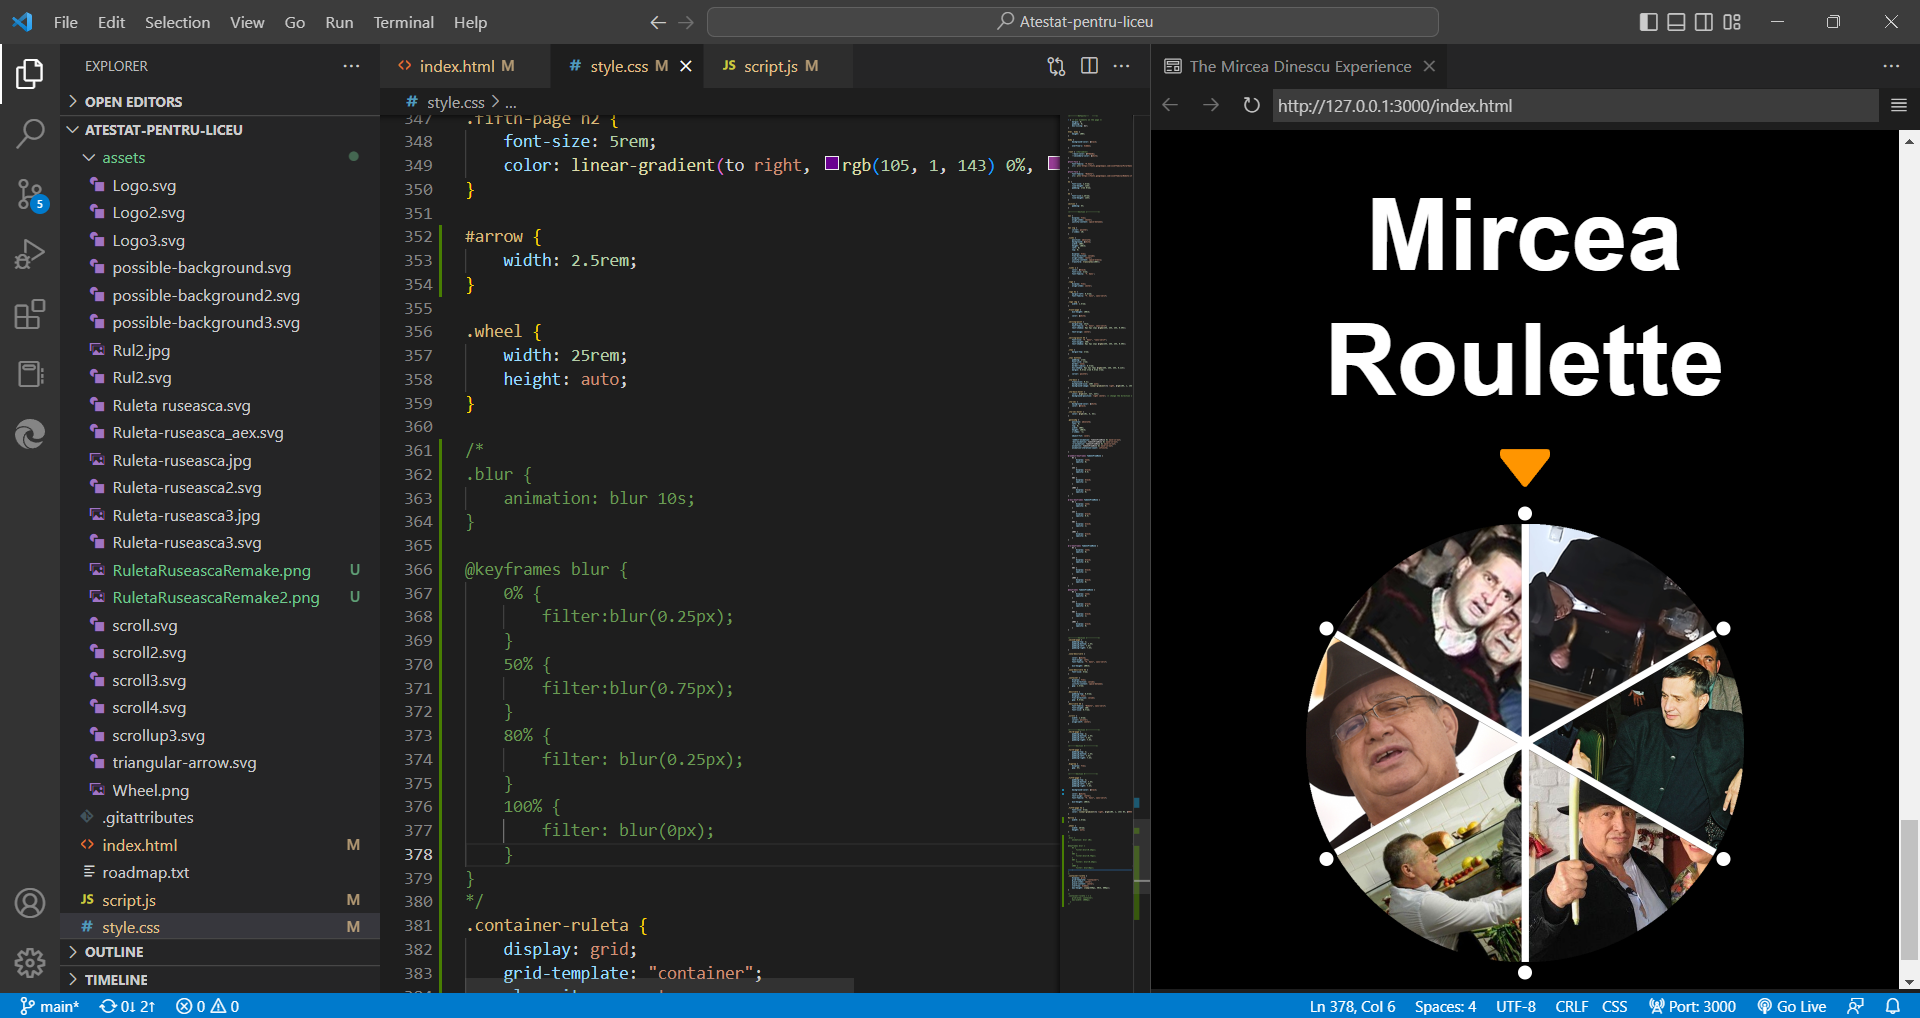 File Edit Selection View Go Run Terminal Help
Atestat-pentru-liceu
EXPLORER
OPEN EDITORS
ATESTAT-PENTRU-LICEU
assets
Logo.svg
Logo2.svg
Logo3.svg
possible-background.svg
possible-background2.svg
possible-background3.svg
Rul2.jpg
Rul2.svg
Ruleta ruseasca.svg
Ruleta-ruseasca_aex.svg
Ruleta-ruseasca.jpg
Ruleta-ruseasca2.svg
Ruleta-ruseasca3.jpg
Ruleta-ruseasca3.svg
RuletaRuseascaRemake.png U
RuletaRuseascaRemake2.png U
scroll.svg
scroll2.svg
scroll3.svg
scroll4.svg
scrollup3.svg
triangular-arrow.svg
Wheel.png
.gitattributes
index.html M
roadmap.txt
JS script.js M
# style.css M
OUTLINE
TIMELINE
5
index.html M # style.css M JS script.js M
# style.css > ...
347 .fifth-page h2 {
348 font-size: 5rem;
349 color: linear-gradient(to right, rgb(105, 1, 143) 0%,
350 }
351
352 #arrow {
353 width: 2.5rem;
354 }
355
356 .wheel {
357 width: 25rem;
358 height: auto;
359 }
360
361 /*
362 .blur {
363 animation: blur 10s;
364 }
365
366 @keyframes blur {
367 0% {
368 filter:blur(0.25px);
369 }
370 50% {
371 filter:blur(0.75px);
372 }
373 80% {
374 filter: blur(0.25px);
375 }
376 100% {
377 filter: blur(0px);
378 }
379 }
380 */
381 .container-ruleta {
382 display: grid;
383 grid-template: "container";
The Mircea Dinescu Experience
http://127.0.0.1:3000/index.html
Mircea
Roulette
main* 0↓ 2↑ 0 0 Ln 378, Col 6 Spaces: 4 UTF-8 CRLF CSS Port: 3000 Go Live